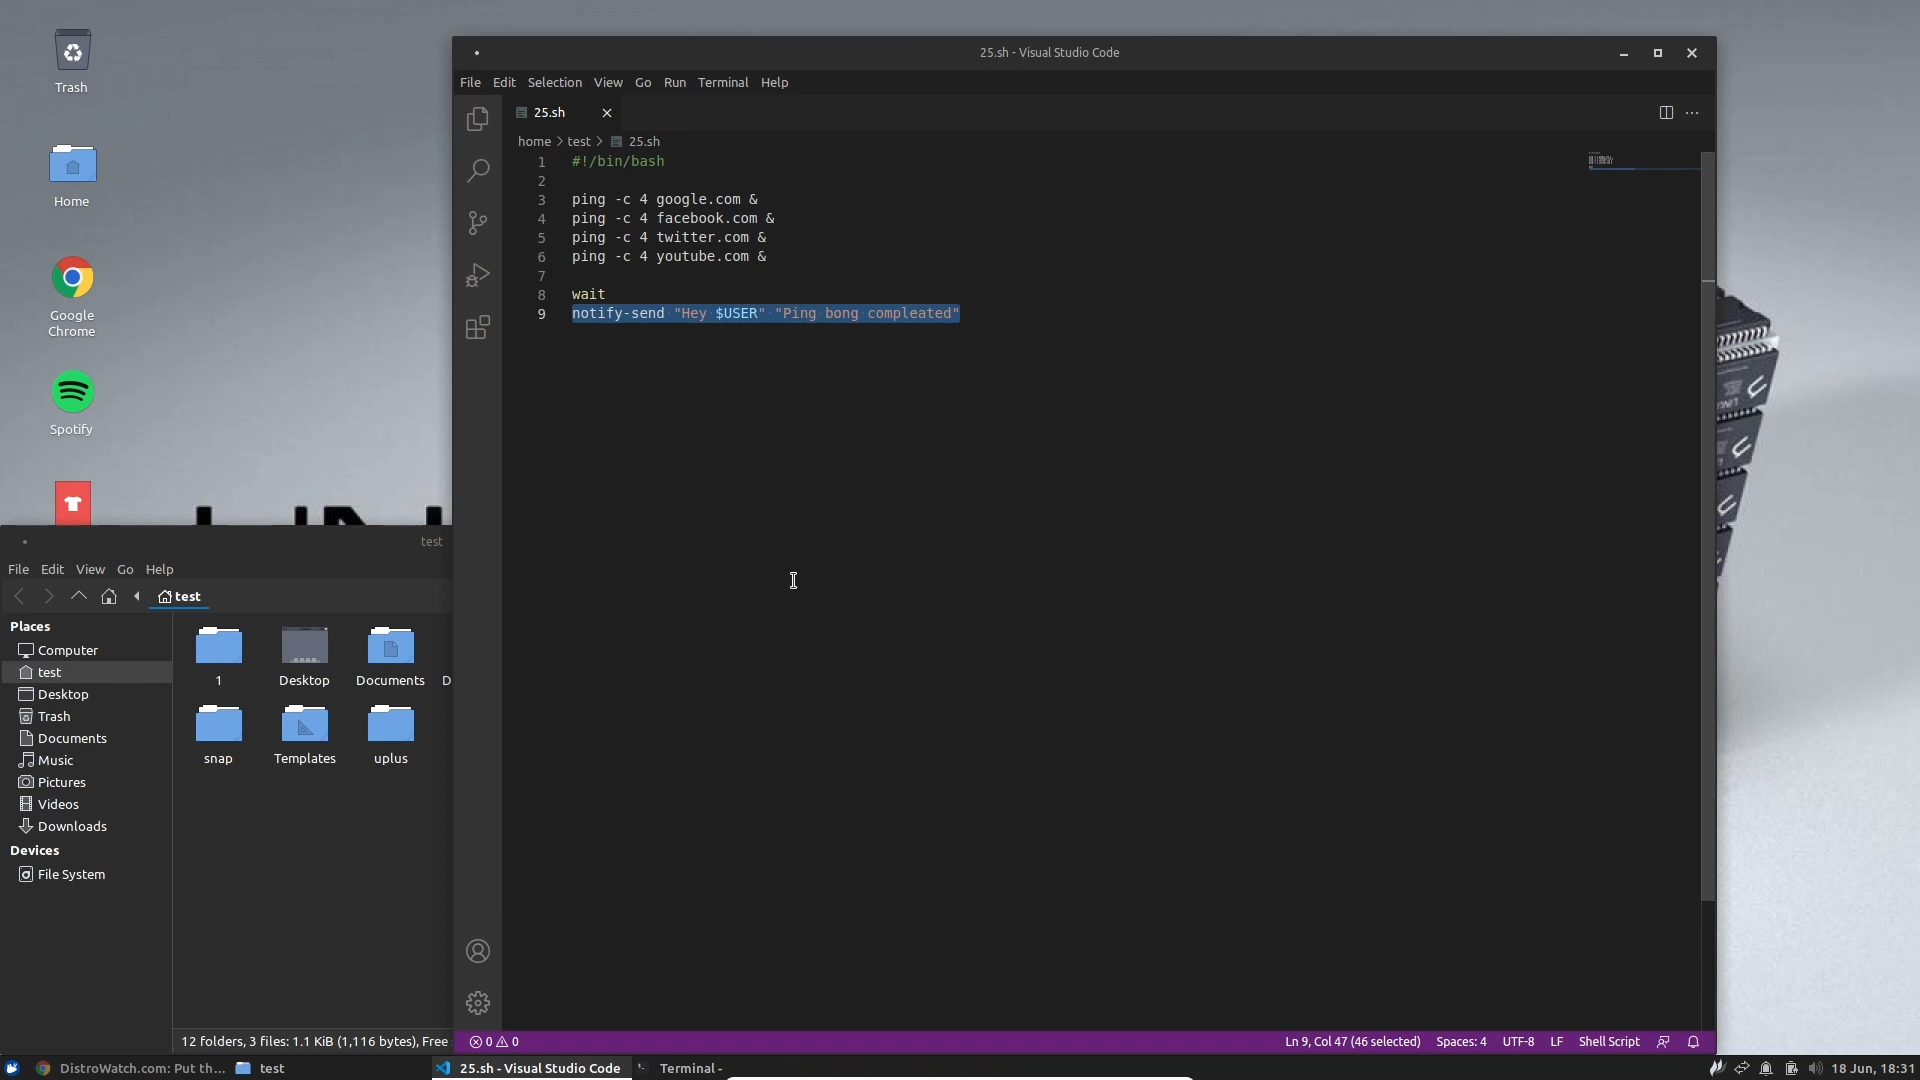 Trash
Home
Google
Chrome
Spotify
25.sh - Visual Studio Code
File Edit Selection View Go Run Terminal Help
25.sh
home > test > 25.sh
1 #!/bin/bash
2
3 ping -c 4 google.com &
4 ping -c 4 facebook.com &
5 ping -c 4 twitter.com &
6 ping -c 4 youtube.com &
7
8 wait
9 notify-send "Hey $USER" "Ping bong compleated"
test
File Edit View Go Help
test
Places
Computer
test
Desktop
Trash
Documents
Music
Pictures
Videos
Downloads
Devices
File System
1 Desktop Documents D
snap Templates uplus
12 folders, 3 files: 1.1 KiB (1,116 bytes), Free
0 0
Ln 9, Col 47 (46 selected) Spaces: 4 UTF-8 LF Shell Script
DistroWatch.com: Put th... test 25.sh - Visual Studio Code Terminal - 18 Jun, 18:31